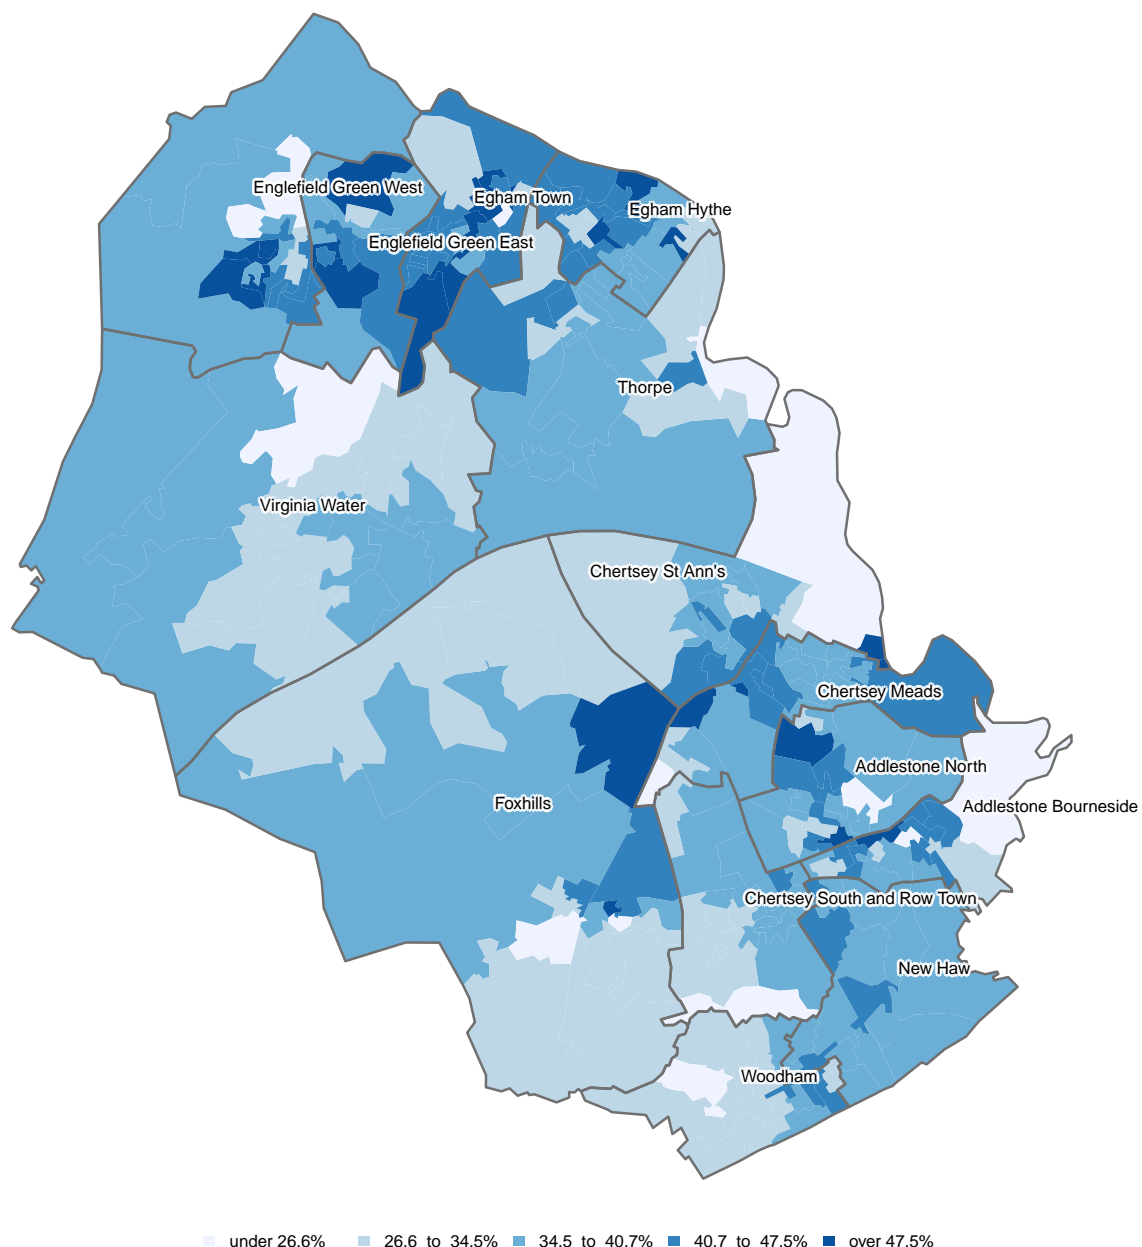 Englefield Green West
Egham Town
Egham Hythe
Englefield Green East
Thorpe
Virginia Water
Chertsey St Ann's
Chertsey Meads
Addlestone North
Foxhills
Addlestone Bourneside
Chertsey South and Row Town
New Haw
Woodham
under 26.6% 26.6 to 34.5% 34.5 to 40.7% 40.7 to 47.5% over 47.5%